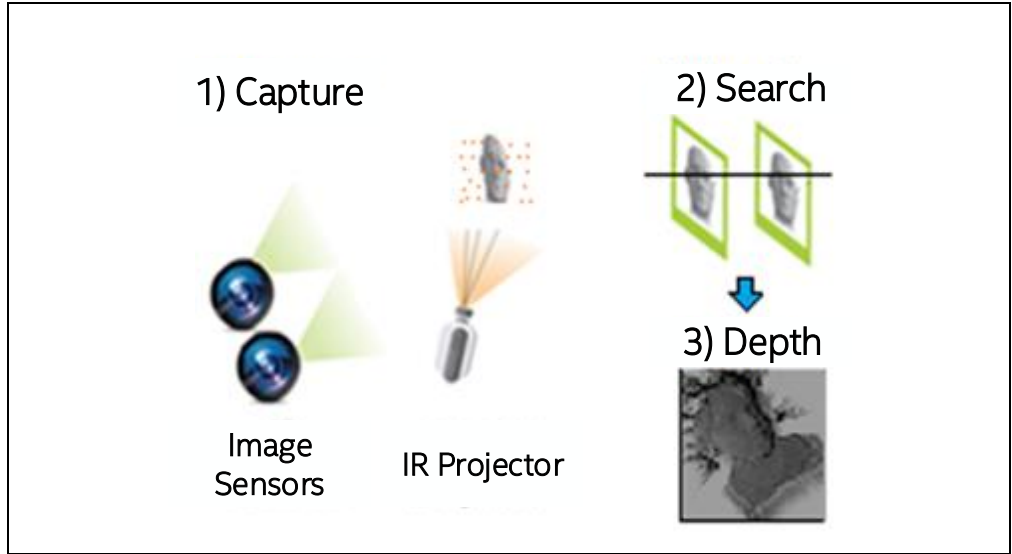 1) Capture
Image
Sensors
IR Projector
2) Search
3) Depth